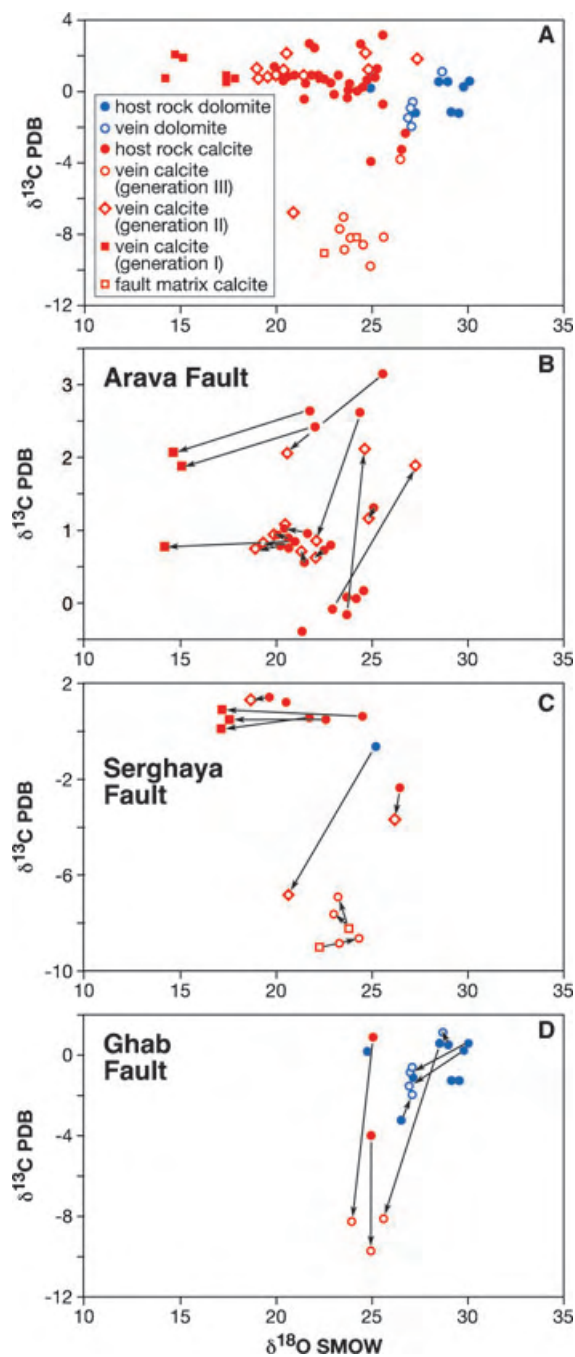 4
0
-4
-8
-12
δ13C PDB
A
host rock dolomite
vein dolomite
host rock calcite
vein calcite
(generation III)
vein calcite
(generation II)
vein calcite
(generation I)
fault matrix calcite
10 15 20 25 30 35
3
2
1
0
δ13C PDB
Arava Fault
B
10 15 20 25 30 35
2
-2
-6
-10
δ13C PDB
Serghaya
Fault
C
10 15 20 25 30 35
0
-4
-8
-12
δ13C PDB
Ghab
Fault
D
10 15 20 25 30 35
δ18O SMOW